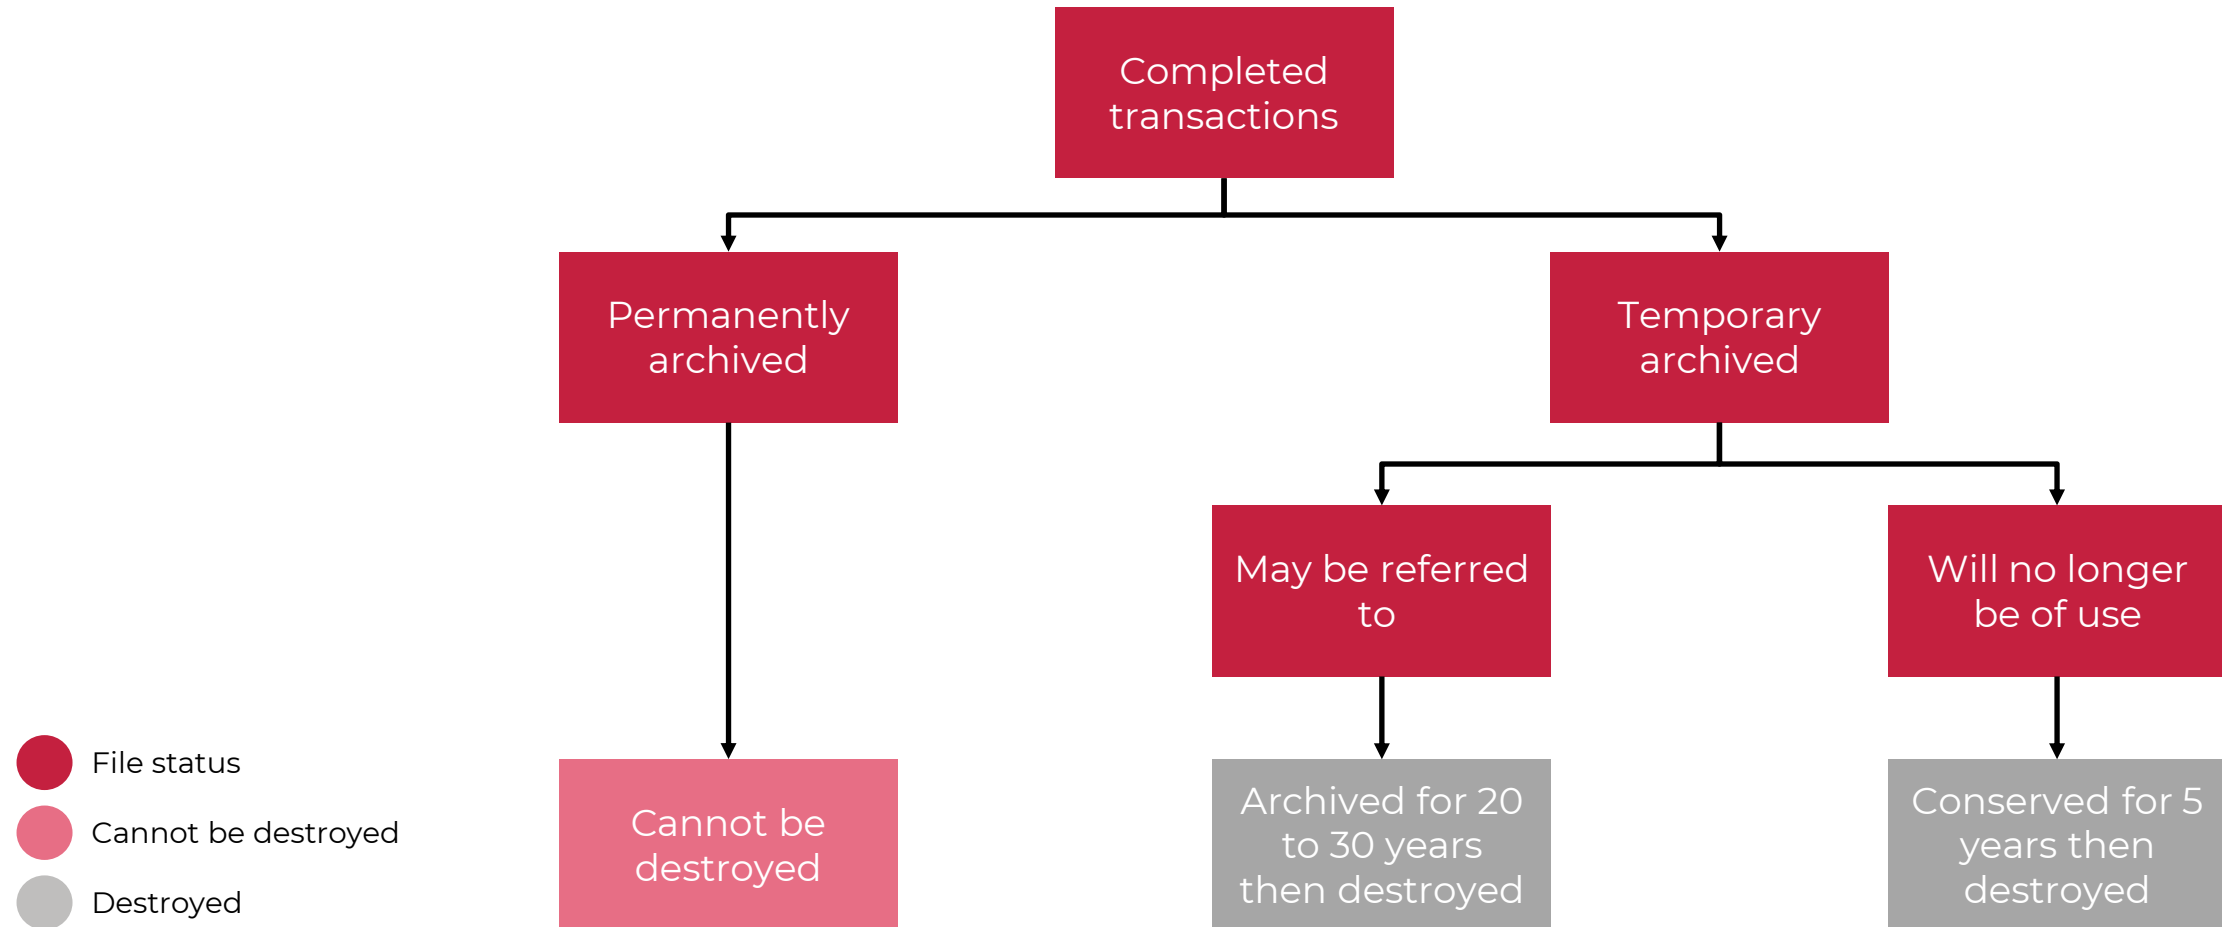 Completed
transactions
Permanently
archived
Temporary
archived
May be referred
to
Will no longer
be of use
Cannot be
destroyed
Archived for 20
to 30 years
then destroyed
Conserved for 5
years then
destroyed
File status
Cannot be destroyed
Destroyed